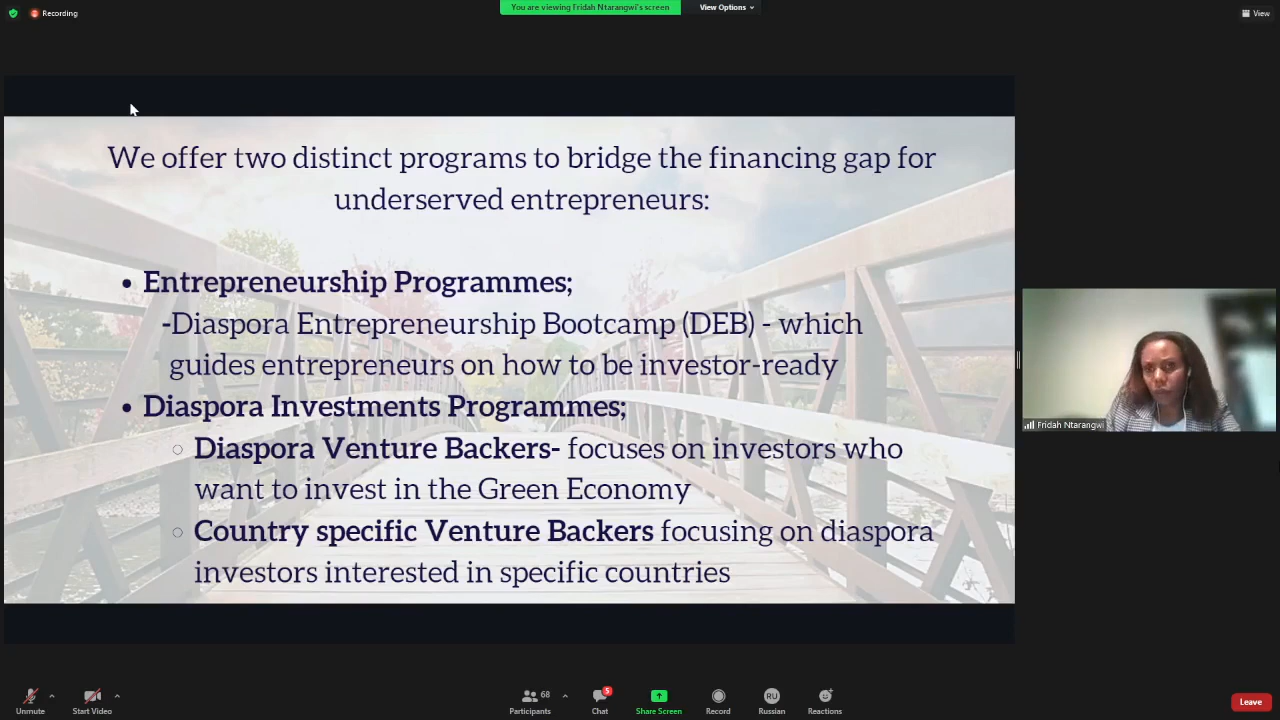 Recording
You are viewing Fridah Ntarangwi's screen
View Options
View
We offer two distinct programs to bridge the financing gap for
underserved entrepreneurs:
• Entrepreneurship Programmes;
-Diaspora Entrepreneurship Bootcamp (DEB) - which
guides entrepreneurs on how to be investor-ready
• Diaspora Investments Programmes;
Diaspora Venture Backers- focuses on investors who
want to invest in the Green Economy
Country specific Venture Backers focusing on diaspora
investors interested in specific countries
Fridah Ntarangwi
Unmute
Start Video
68
Participants
5
Chat
Share Screen
Record
RU
Russian
Reactions
Leave